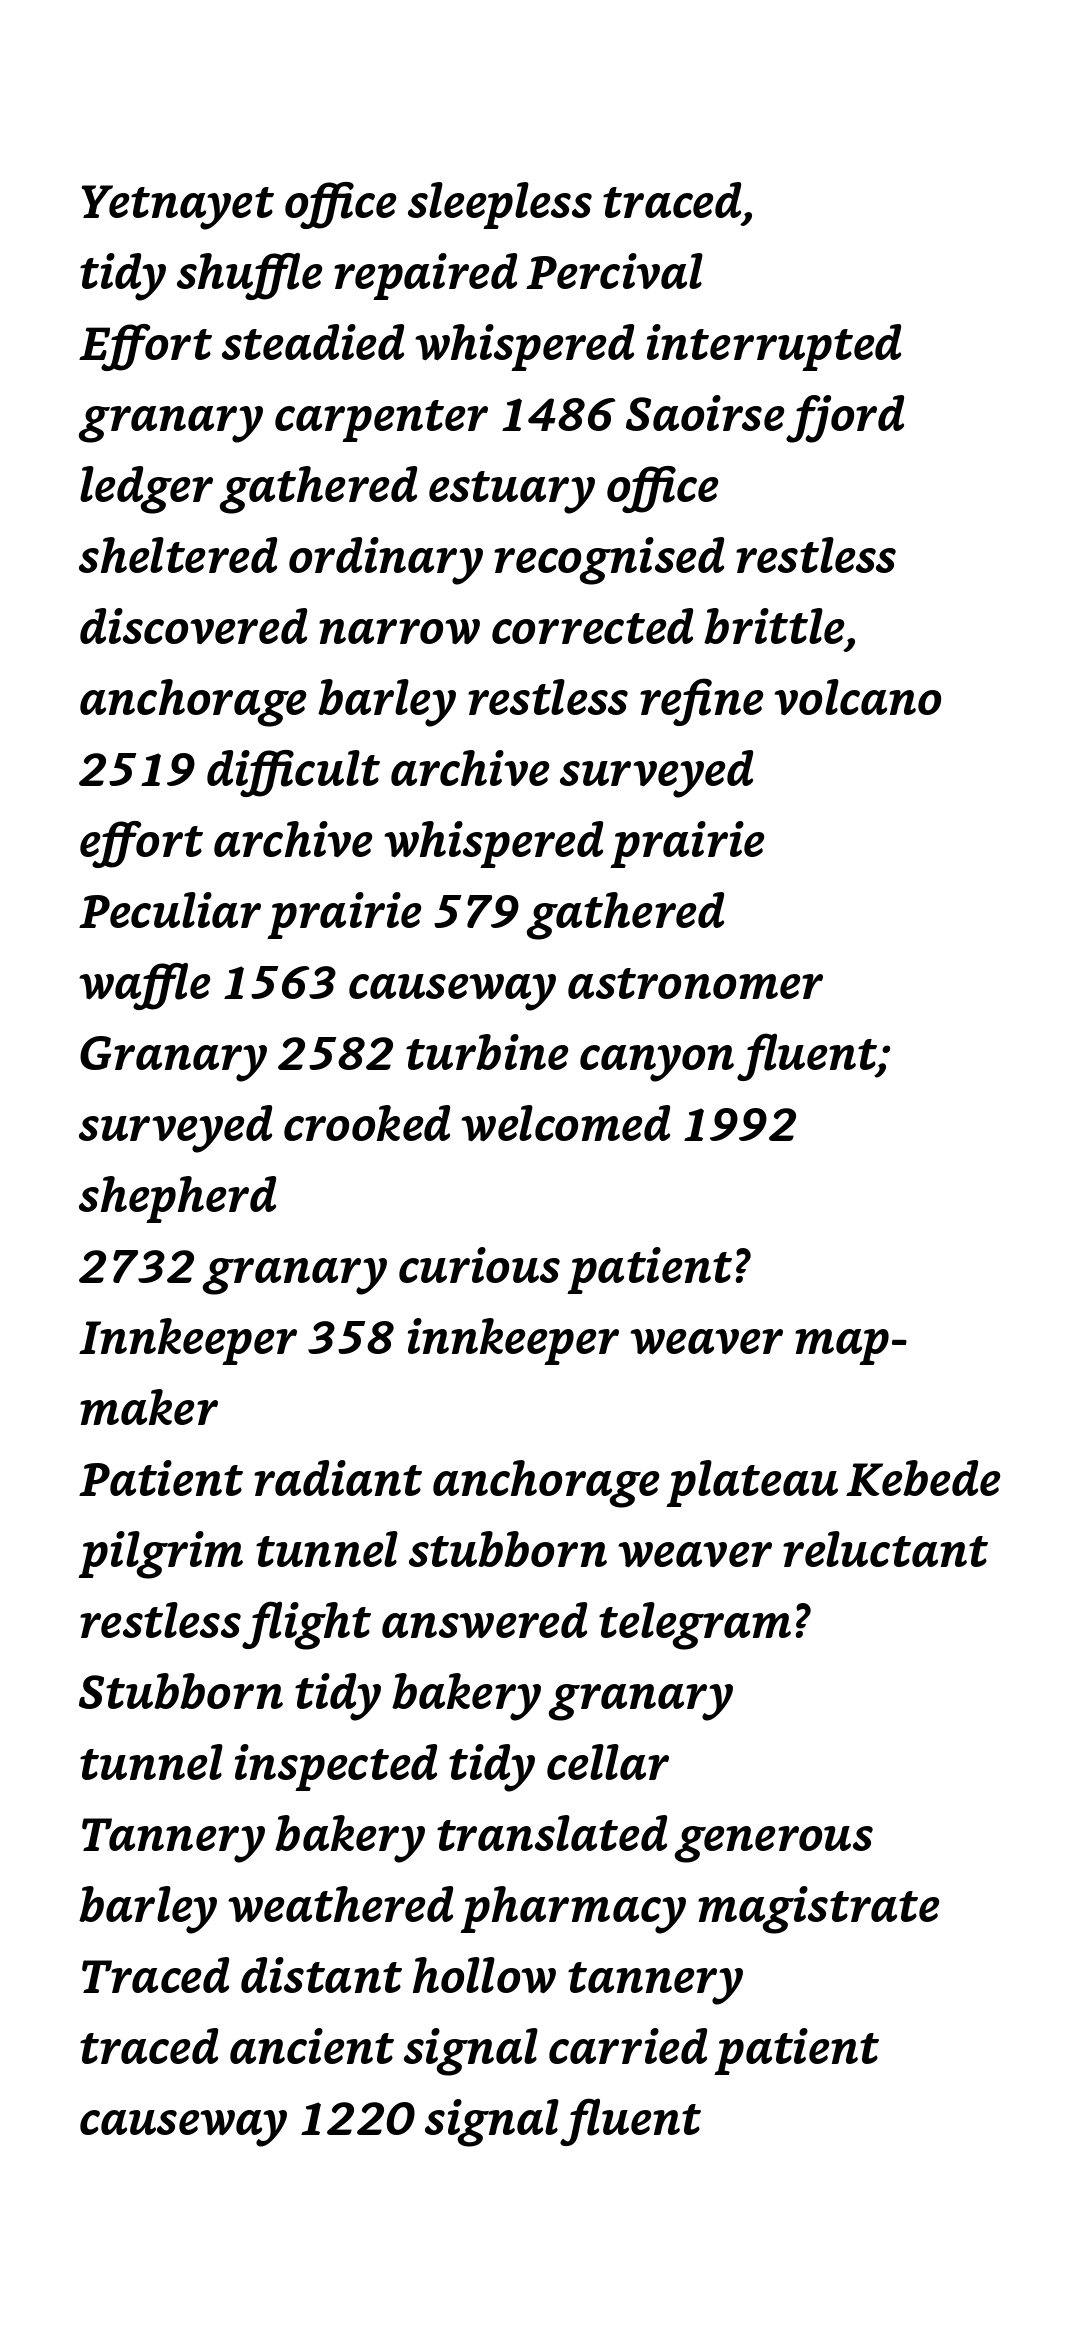 Yetnayet office sleepless traced,
tidy shuffle repaired Percival
Effort steadied whispered interrupted
granary carpenter 1486 Saoirse fjord
ledger gathered estuary office
sheltered ordinary recognised restless
discovered narrow corrected brittle,
anchorage barley restless refine volcano
2519 difficult archive surveyed
effort archive whispered prairie
Peculiar prairie 579 gathered
waffle 1563 causeway astronomer
Granary 2582 turbine canyon fluent;
surveyed crooked welcomed 1992
shepherd
2732 granary curious patient?
Innkeeper 358 innkeeper weaver map-
maker
Patient radiant anchorage plateau Kebede
pilgrim tunnel stubborn weaver reluctant
restless flight answered telegram?
Stubborn tidy bakery granary
tunnel inspected tidy cellar
Tannery bakery translated generous
barley weathered pharmacy magistrate
Traced distant hollow tannery
traced ancient signal carried patient
causeway 1220 signal fluent